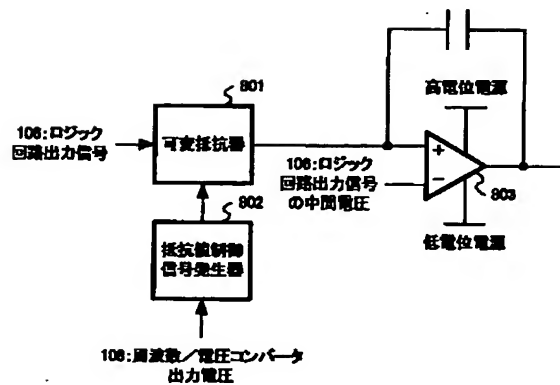 801
106:ロジック
回路出力信号
可変抵抗器
802
抵抗値制御
信号発生器
108:周波数/電圧コンバータ
出力電圧
高電位電源
106:ロジック
回路出力信号
の中間電圧
+
−
803
低電位電源